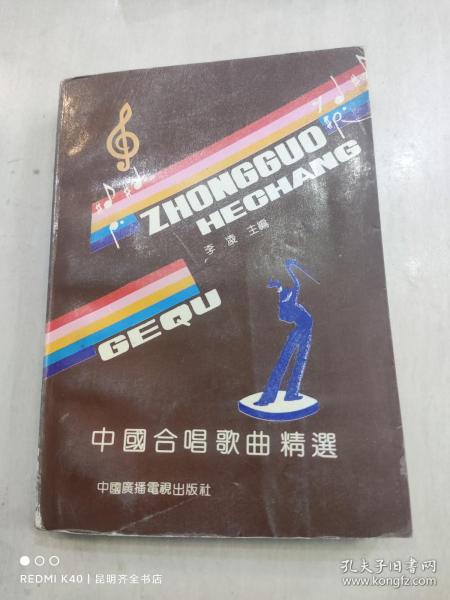 ZHONGGUO
HECHANG
李凌 主编
GEQU
中國合唱歌曲精選
中國廣播電視出版社
REDMI K40 | 昆明齐全书店
孔夫子旧书网
www.kongfz.com